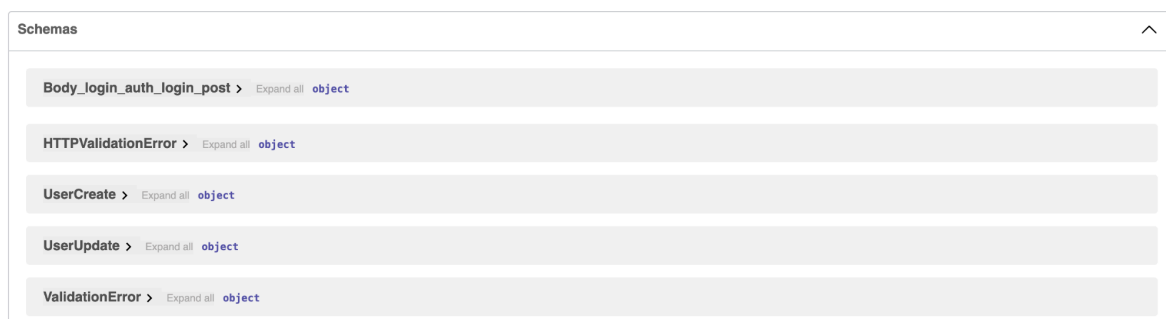 Schemas
Body_login_auth_login_post > Expand all object
HTTPValidationError > Expand all object
UserCreate > Expand all object
UserUpdate > Expand all object
ValidationError > Expand all object